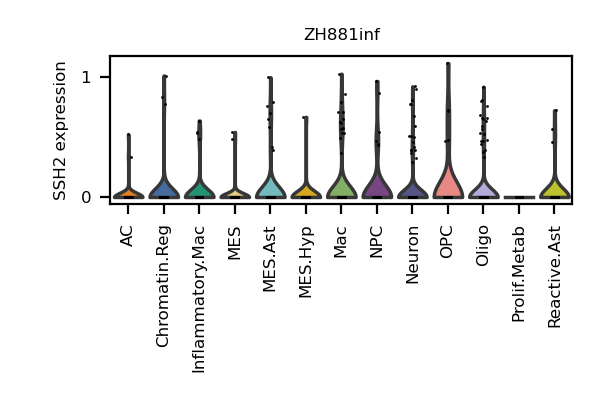 ZH881inf
SSH2 expression
1
0
AC
Chromatin.Reg
Inflammatory.Mac
MES
MES.Ast
MES.Hyp
Mac
NPC
Neuron
OPC
Oligo
Prolif.Metab
Reactive.Ast